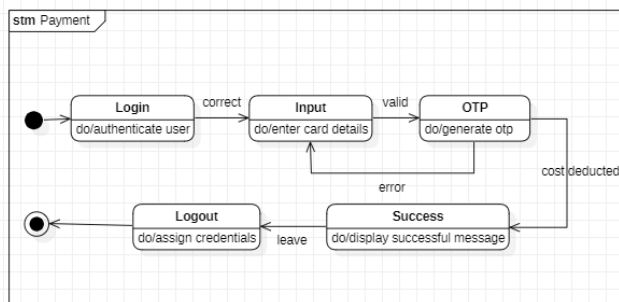 stm Payment
Login
do/authenticate user
correct
Input
do/enter card details
valid
OTP
do/generate otp
error
cost deducted
Logout
do/assign credentials
leave
Success
do/display successful message